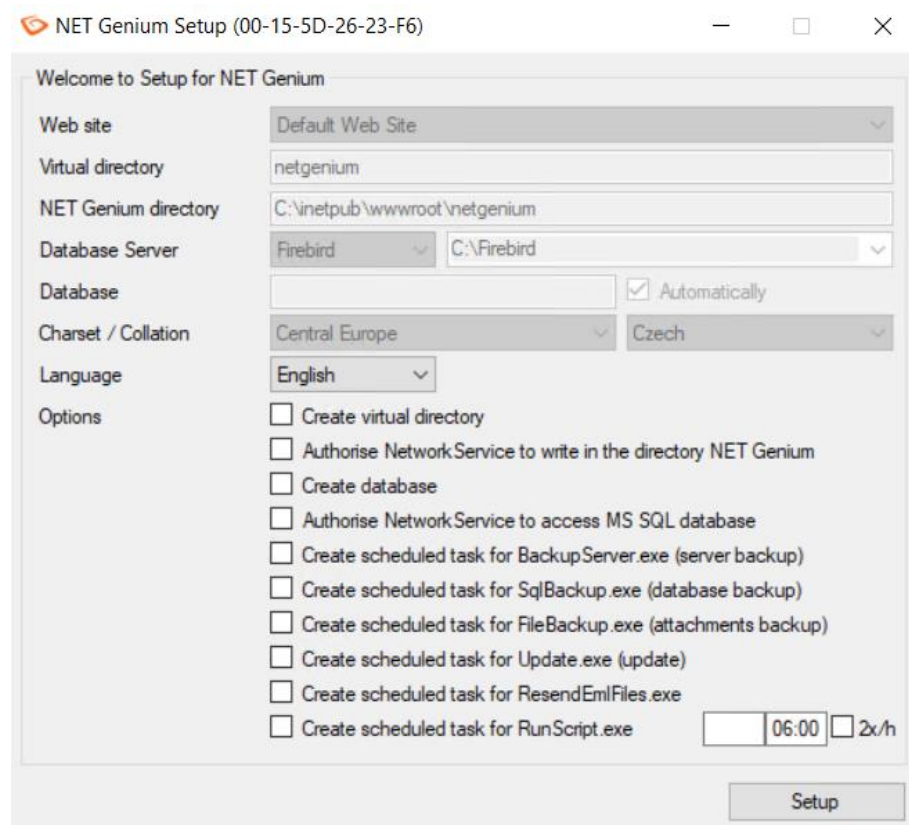 NET Genium Setup (00-15-5D-26-23-F6)
Welcome to Setup for NET Genium
Web site Default Web Site
Virtual directory netgenium
NET Genium directory C:\inetpub\wwwroot\netgenium
Database Server Firebird C:\Firebird
Database Automatically
Charset / Collation Central Europe Czech
Language English
Options Create virtual directory
Authorise NetworkService to write in the directory NET Genium
Create database
Authorise NetworkService to access MS SQL database
Create scheduled task for BackupServer.exe (server backup)
Create scheduled task for SqlBackup.exe (database backup)
Create scheduled task for FileBackup.exe (attachments backup)
Create scheduled task for Update.exe (update)
Create scheduled task for ResendEmlFiles.exe
Create scheduled task for RunScript.exe 06:00 2x/h
Setup